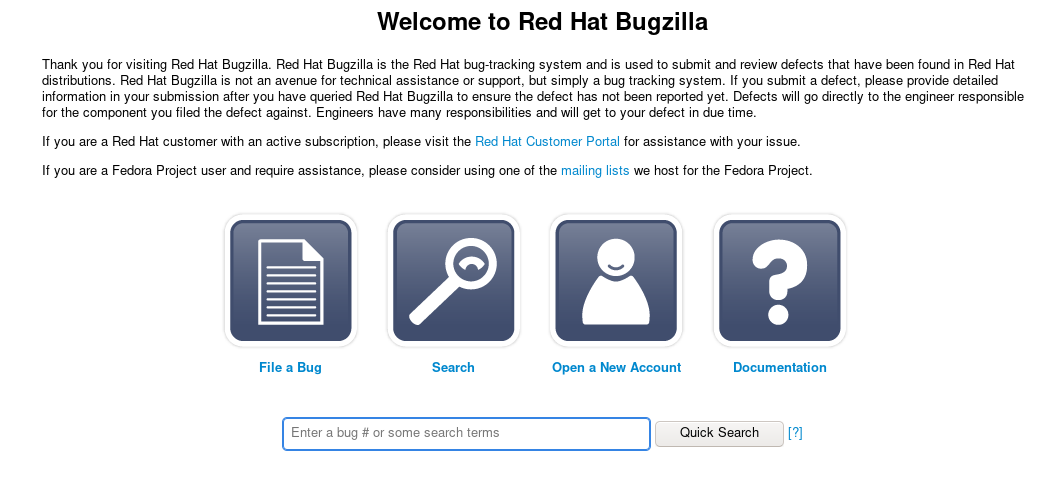 Welcome to Red Hat Bugzilla
Thank you for visiting Red Hat Bugzilla. Red Hat Bugzilla is the Red Hat bug-tracking system and is used to submit and review defects that have been found in Red Hat
distributions. Red Hat Bugzilla is not an avenue for technical assistance or support, but simply a bug tracking system. If you submit a defect, please provide detailed
information in your submission after you have queried Red Hat Bugzilla to ensure the defect has not been reported yet. Defects will go directly to the engineer responsible
for the component you filed the defect against. Engineers have many responsibilities and will get to your defect in due time.
If you are a Red Hat customer with an active subscription, please visit the Red Hat Customer Portal for assistance with your issue.
If you are a Fedora Project user and require assistance, please consider using one of the mailing lists we host for the Fedora Project.
File a Bug Search Open a New Account Documentation
Enter a bug # or some search terms Quick Search [?]